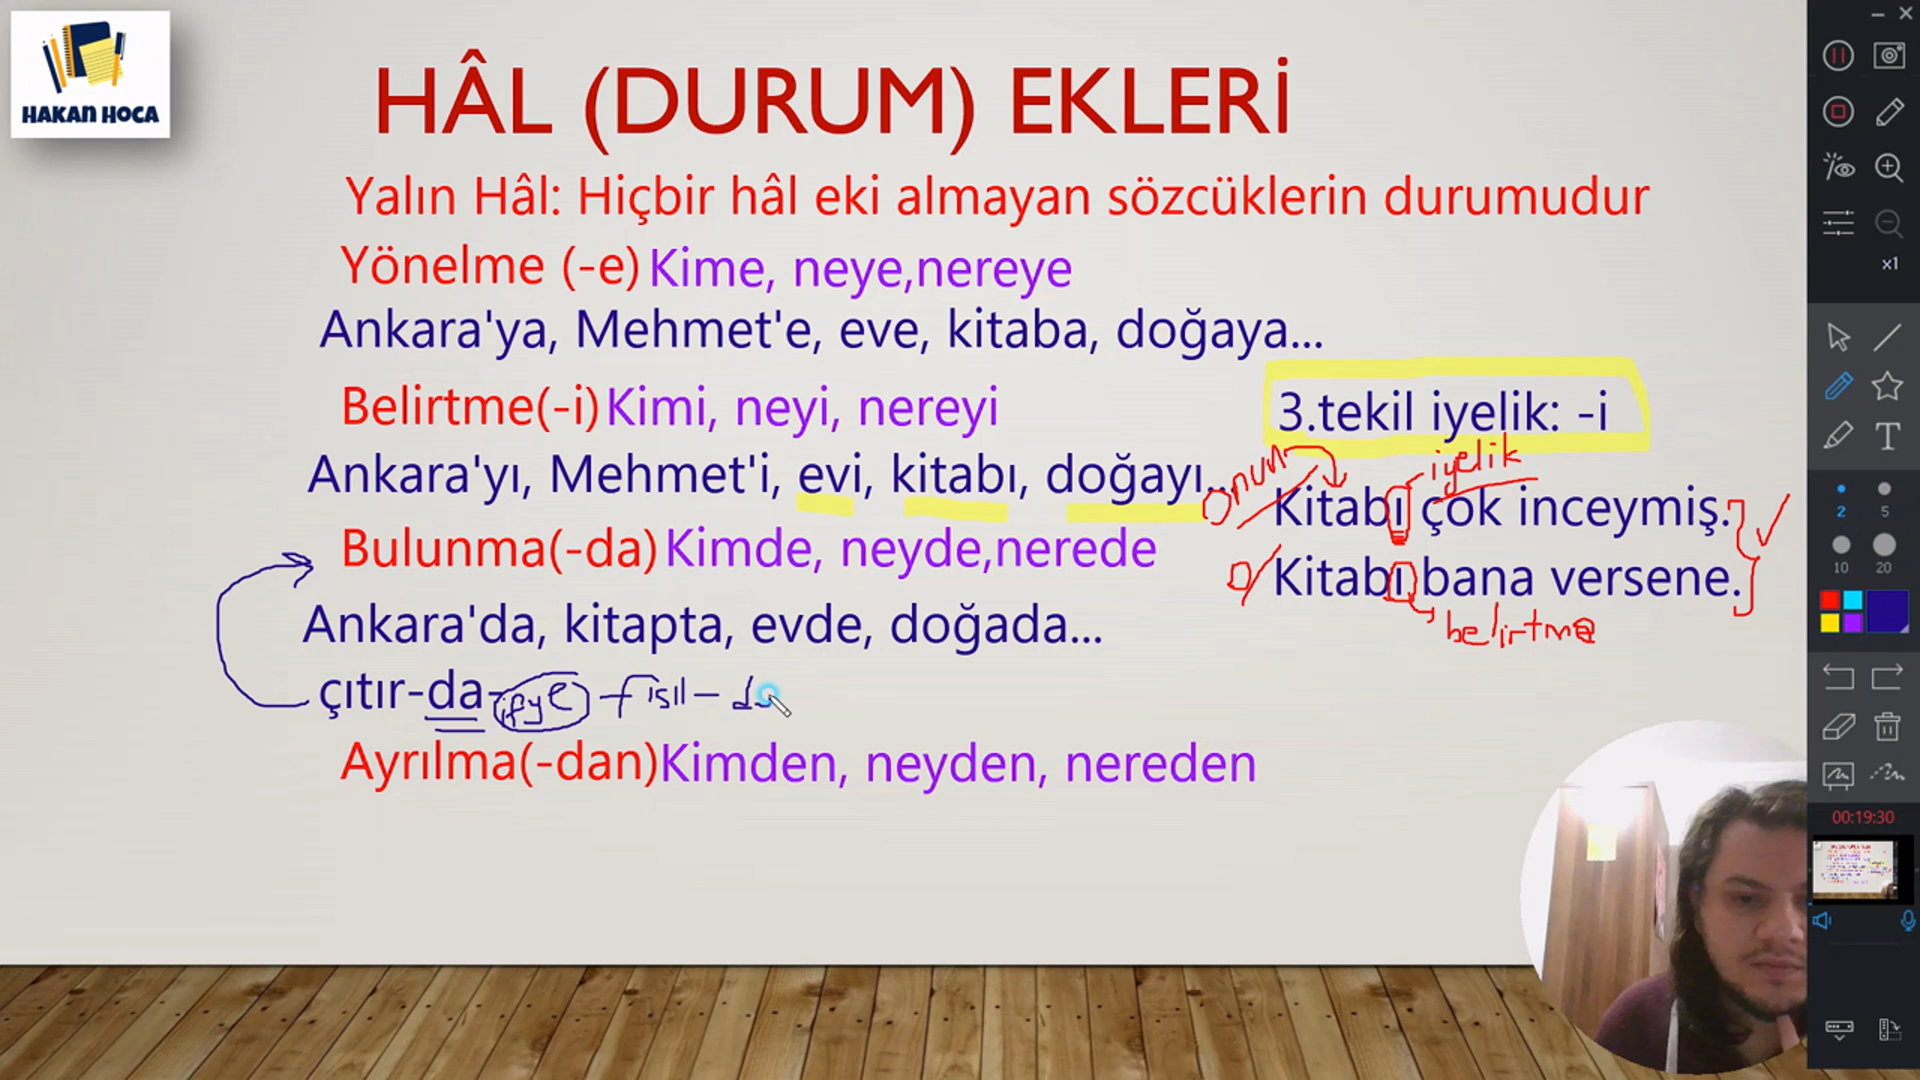 HAKAN HOCA
HÂL (DURUM) EKLERİ
Yalın Hâl: Hiçbir hâl eki almayan sözcüklerin durumudur
Yönelme (-e) Kime, neye,nereye
Ankara'ya, Mehmet'e, eve, kitaba, doğaya...
Belirtme(-i) Kimi, neyi, nereyi
Ankara'yı, Mehmet'i, evi, kitabı, doğayı...
Bulunma(-da) Kimde, neyde,nerede
Ankara'da, kitapta, evde, doğada...
çıtır-da- ifye - fısıl - d
Ayrılma(-dan) Kimden, neyden, nereden
3.tekil iyelik: -i
iyelik
Onun
Kitabı çok inceymiş.
O Kitabı bana versene.
belirtme
x1
2
5
10
20
T
00:19:30